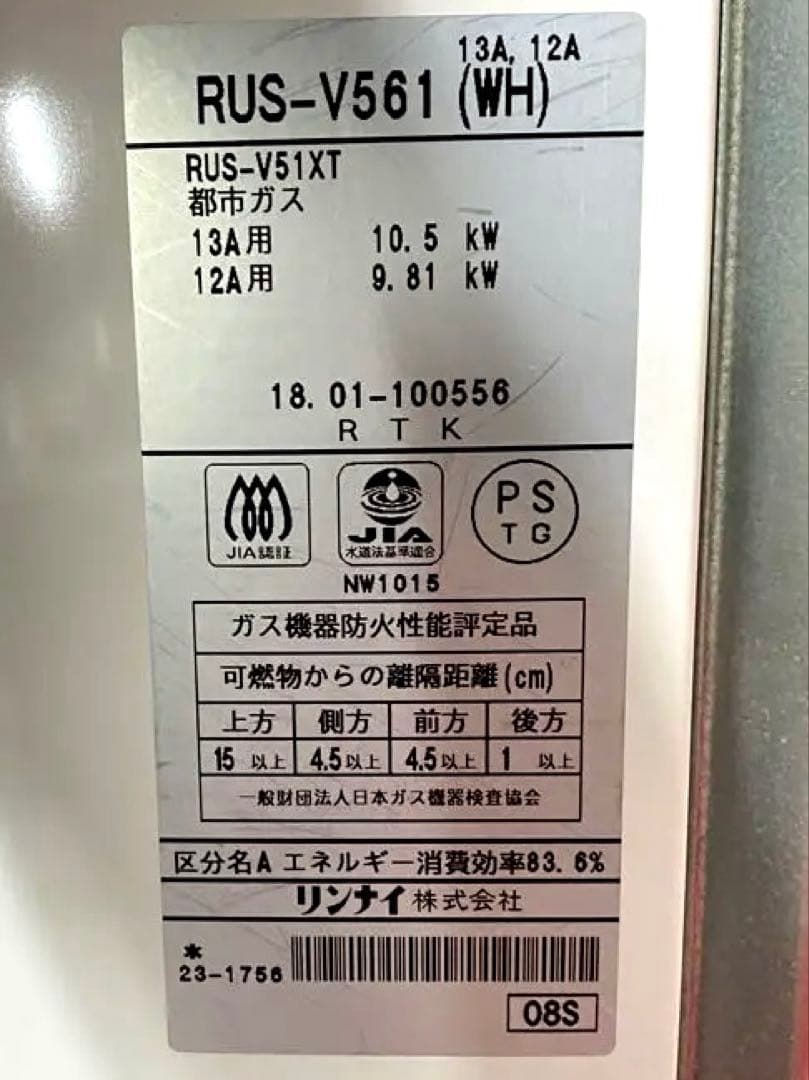 13A, 12A
RUS-V561 (WH)
RUS-V51XT
都市ガス
13A用 10.5 kW
12A用 9.81 kW
18.01-100556
RTK
JIA認証
JIA
水道法基準適合
PS
TG
NW1015
ガス機器防火性能評定品
可燃物からの離隔距離(cm)
上方 側方 前方 後方
15 以上 4.5以上 4.5以上 1 以上
一般財団法人日本ガス機器検査協会
区分名A エネルギー消費効率83.6%
リンナイ株式会社
*
23-1756
08S